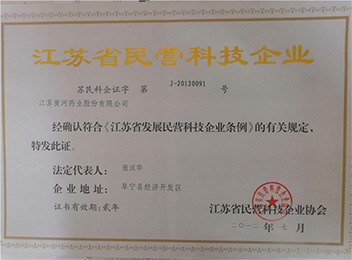 江苏省民营科技企业
苏民科企证字 第 J-20120091 号
江苏黄河药业股份有限公司
经确认符合《江苏省发展民营科技企业条例》的有关规定，
特发此证。
法定代表人：张汉华
企业地址：阜宁县经济开发区
证书有效期：贰年
江苏省民营科技企业协会
二〇一二年七月